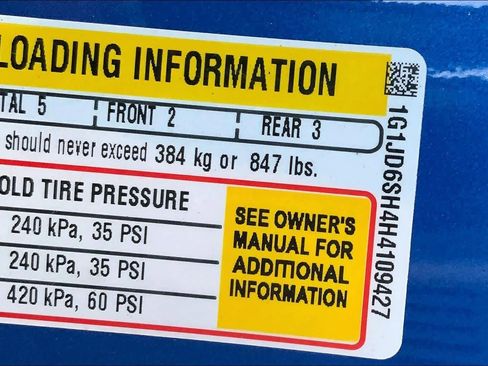 LOADING INFORMATION
TAL 5 FRONT 2 REAR 3
should never exceed 384 kg or 847 lbs.
OLD TIRE PRESSURE
240 kPa, 35 PSI
240 kPa, 35 PSI
420 kPa, 60 PSI
SEE OWNER'S
MANUAL FOR
ADDITIONAL
INFORMATION
1G1JD6SH4H4109427